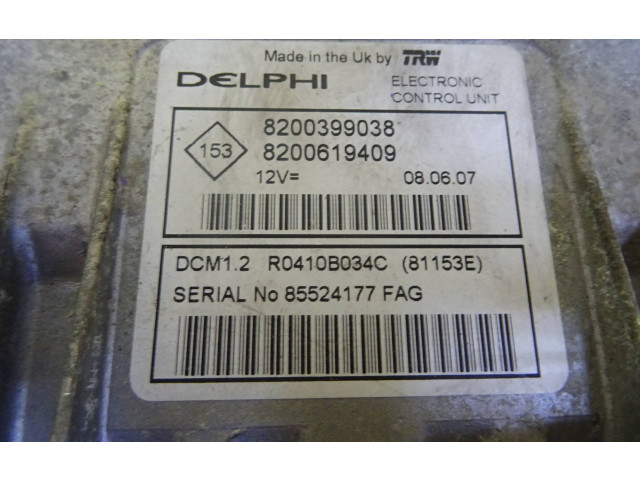 Made in the Uk by TRW
DELPHI
ELECTRONIC
CONTROL UNIT
153
8200399038
8200619409
12V=
08.06.07
DCM1.2 R0410B034C (81153E)
SERIAL No 85524177 FAG